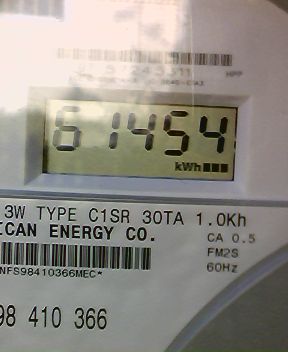 61454
kWh
3W TYPE C1SR 30TA 1.0Kh
ICAN ENERGY CO.
CA 0.5
FM2S
NFS98410366MEC*
60Hz
98 410 366